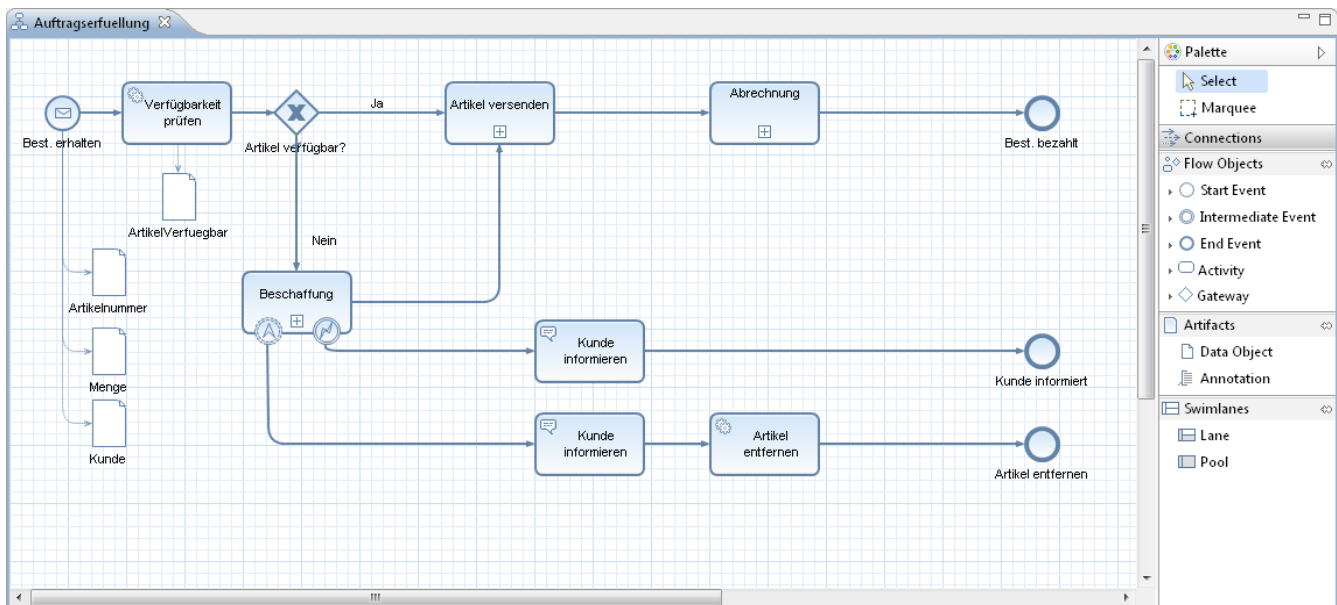 Auftragserfuellung
Verfügbarkeit
prüfen
Best. erhalten
Artikel verfügbar?
Ja
Nein
Artikel versenden
Abrechnung
Best. bezahlt
ArtikelVerfuegbar
Artikelnummer
Menge
Kunde
Beschaffung
Kunde
informieren
Kunde informiert
Kunde
informieren
Artikel
entfernen
Artikel entfernen
Palette
Select
Marquee
Connections
Flow Objects
Start Event
Intermediate Event
End Event
Activity
Gateway
Artifacts
Data Object
Annotation
Swimlanes
Lane
Pool